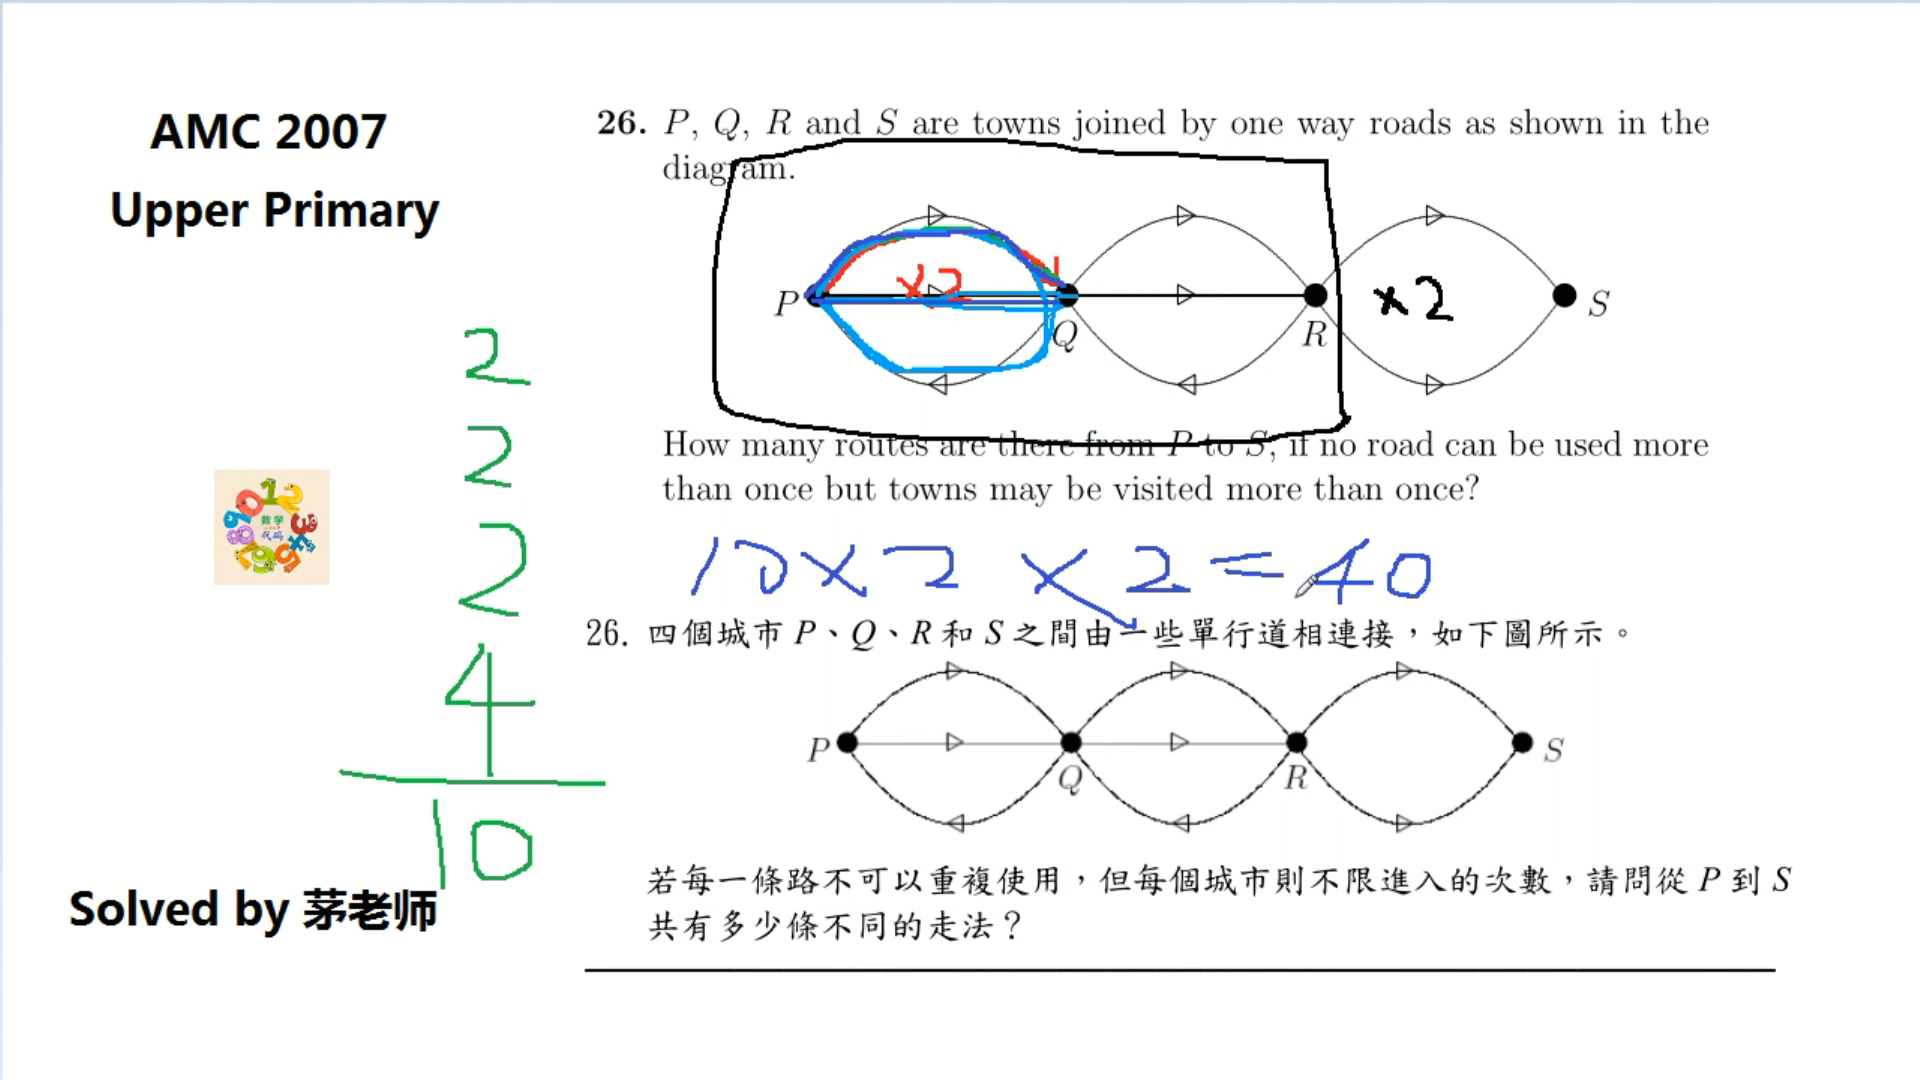 AMC 2007
Upper Primary
26. P, Q, R and S are towns joined by one way roads as shown in the
diagram.
P
×2
Q
R
×2
S
How many routes are there from P to S, if no road can be used more
than once but towns may be visited more than once?
10 × 2 × 2 = 40
2
2
2
4
10
数学
代码
26. 四個城市 P、Q、R 和 S 之間由一些單行道相連接，如下圖所示。
P
Q
R
S
若每一條路不可以重複使用，但每個城市則不限進入的次數，請問從 P 到 S
共有多少條不同的走法？
Solved by 茅老师